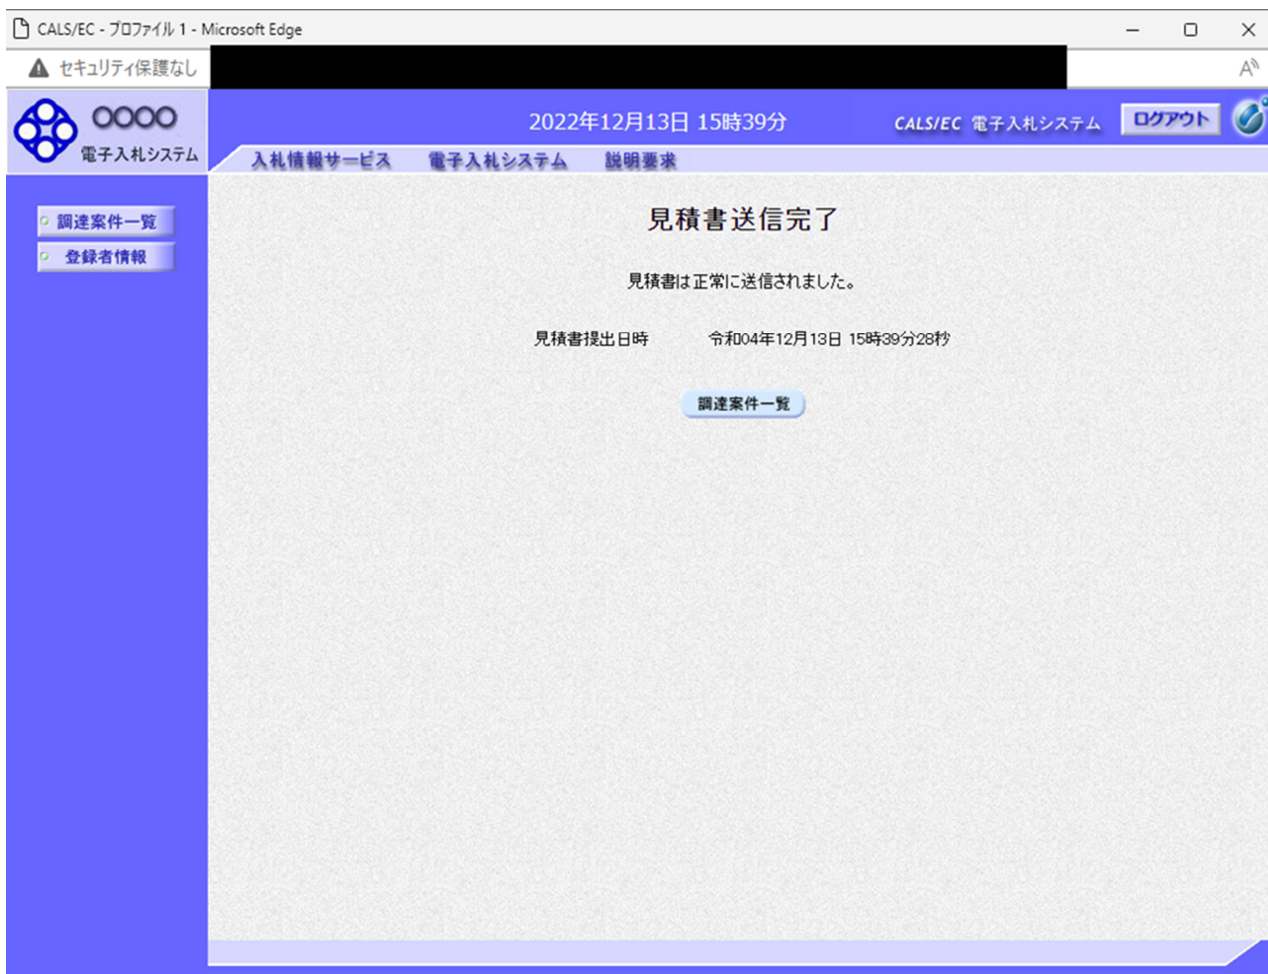 CALS/EC - プロファイル 1 - Microsoft Edge
セキュリティ保護なし
OOOO
電子入札システム
2022年12月13日 15時39分
CALS/EC 電子入札システム
ログアウト
入札情報サービス 電子入札システム 説明要求
調達案件一覧
登録者情報
見積書送信完了
見積書は正常に送信されました。
見積書提出日時 令和04年12月13日 15時39分28秒
調達案件一覧